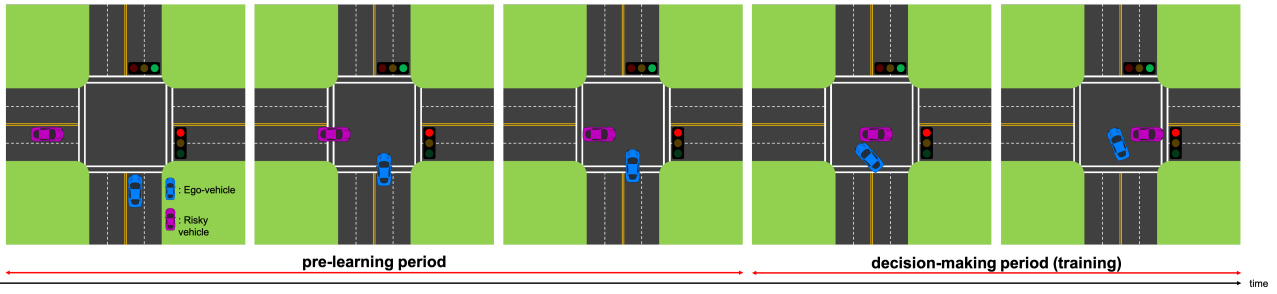 : Ego-vehicle
: Risky
vehicle
pre-learning period
decision-making period (training)
time